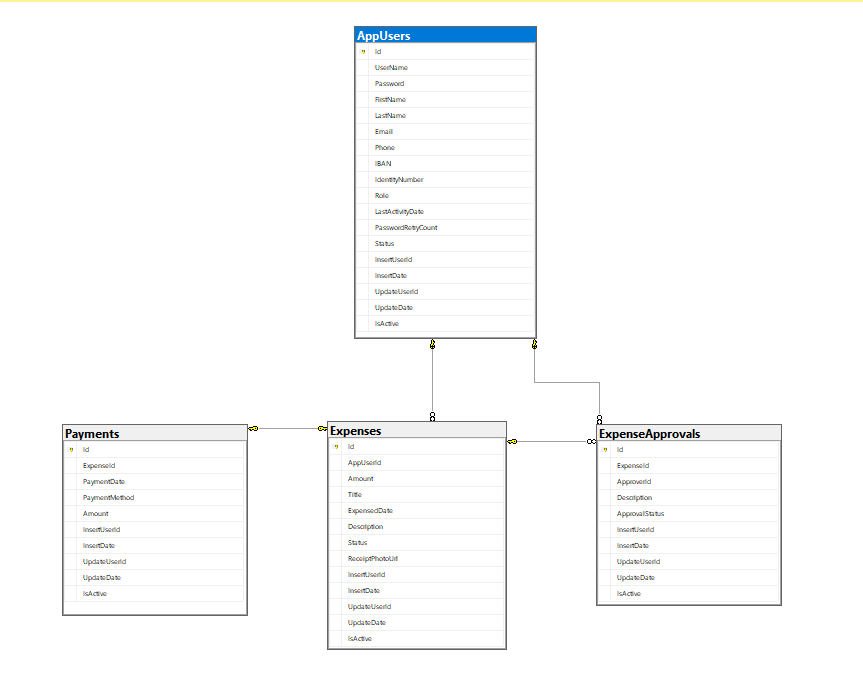 AppUsers
Id
UserName
Password
FirstName
LastName
Email
Phone
IBAN
IdentityNumber
Role
LastActivityDate
PasswordRetryCount
Status
InsertUserId
InsertDate
UpdateUserId
UpdateDate
IsActive
Payments
Id
ExpenseId
PaymentDate
PaymentMethod
Amount
InsertUserId
InsertDate
UpdateUserId
UpdateDate
IsActive
Expenses
Id
AppUserId
Amount
Title
ExpensedDate
Description
Status
ReceiptPhotoUrl
InsertUserId
InsertDate
UpdateUserId
UpdateDate
IsActive
ExpenseApprovals
Id
ExpenseId
ApproverId
Description
ApprovalStatus
InsertUserId
InsertDate
UpdateUserId
UpdateDate
IsActive